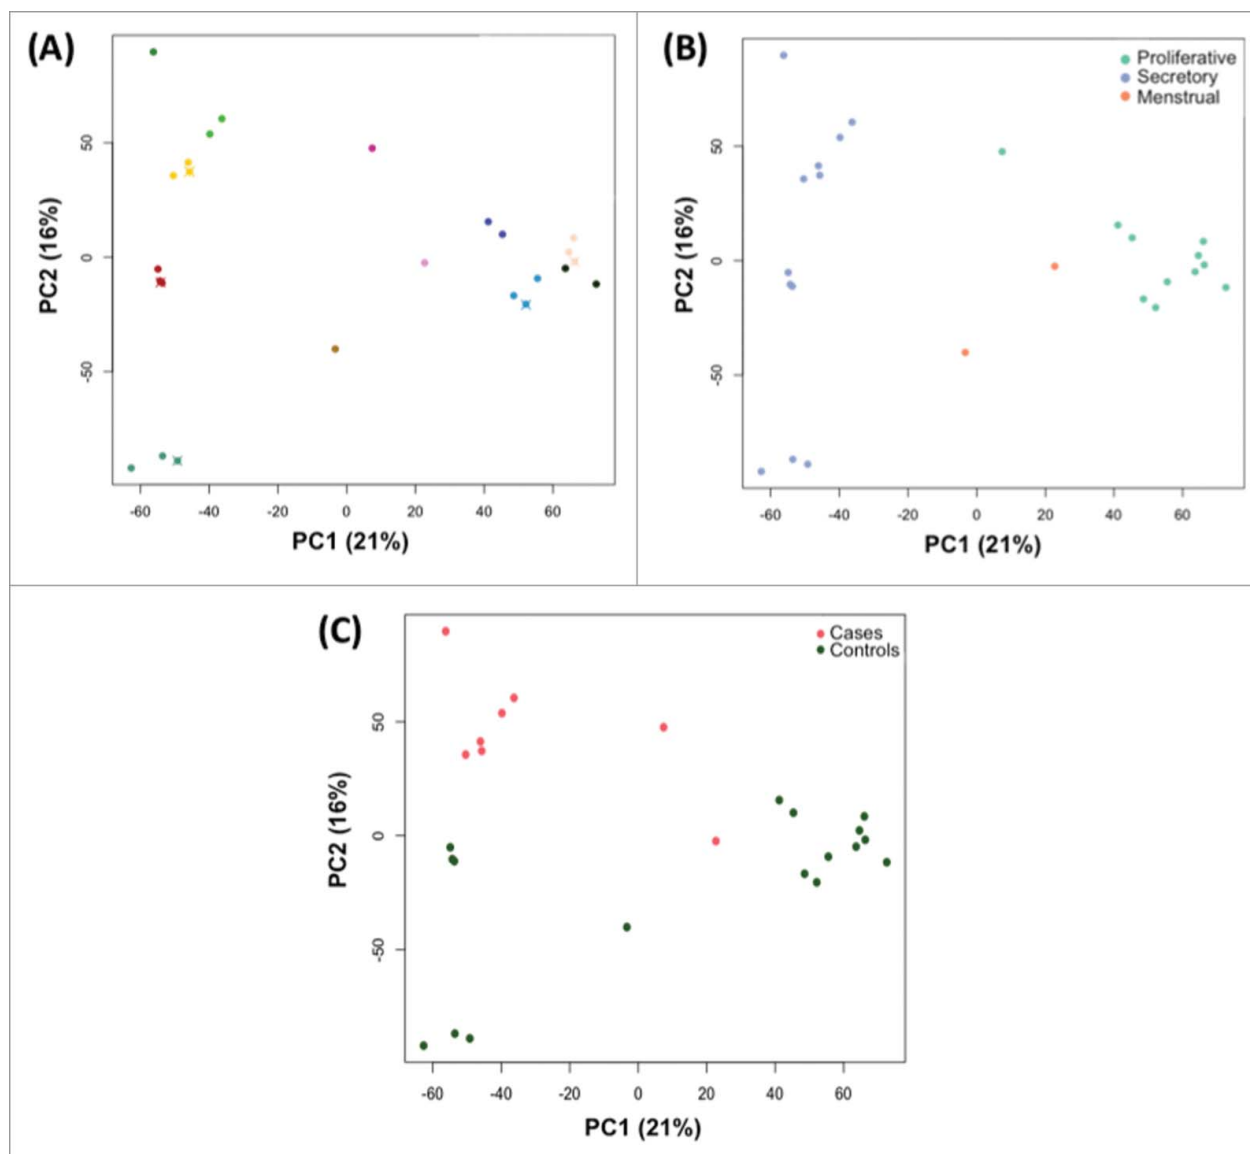 (A)
50
0
-50
PC2 (16%)
-60 -40 -20 0 20 40 60
PC1 (21%)
(B)
Proliferative
Secretory
Menstrual
50
0
-50
PC2 (16%)
-60 -40 -20 0 20 40 60
PC1 (21%)
(C)
Cases
Controls
50
0
-50
PC2 (16%)
-60 -40 -20 0 20 40 60
PC1 (21%)